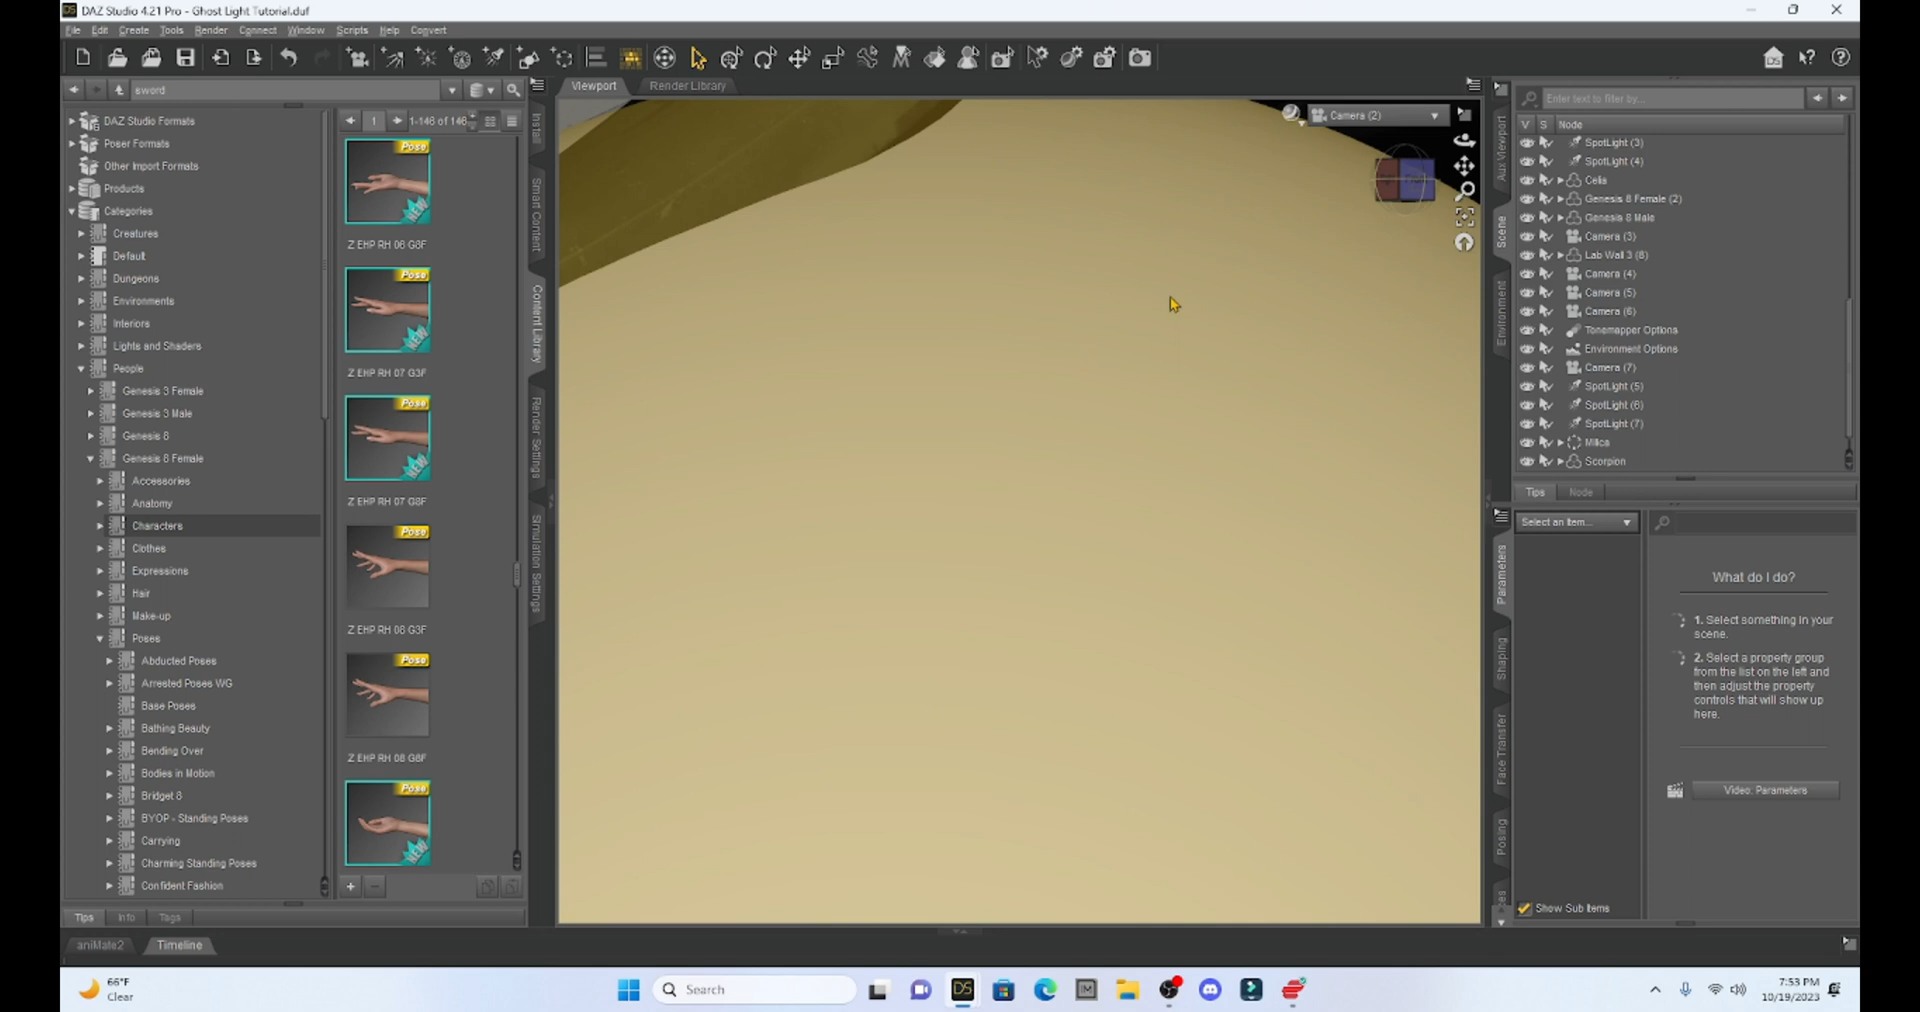 DAZ Studio 4.21 Pro - Ghost Light Tutorial.duf
File Edit Create Tools Render Connect Window Scripts Help Convert
sword
Viewport
Render Library
Enter text to filter by...
DAZ Studio Formats
Poser Formats
Other Import Formats
Products
Categories
Creatures
Default
Dungeons
Environments
Interiors
Lights and Shaders
People
Genesis 3 Female
Genesis 3 Male
Genesis 8
Genesis 8 Female
Accessories
Anatomy
Characters
Clothes
Expressions
Hair
Make-up
Poses
Abducted Poses
Arrested Poses WG
Base Poses
Bathing Beauty
Bending Over
Bodies in Motion
Bridget 8
BYOP - Standing Poses
Carrying
Charming Standing Poses
Confident Fashion
Tips Info Tags
aniMate2 Timeline
1 1-146 of 146
Pose
NEW
Z EHP RH 06 G8F
Pose
NEW
Z EHP RH 07 G3F
Pose
NEW
Z EHP RH 07 G8F
Pose
Z EHP RH 08 G3F
Pose
Z EHP RH 08 G8F
Pose
NEW
Install
Smart Content
Content Library
Render Settings
Simulation Settings
Camera (2)
Aux Viewport
Scene
Environment
V S Node
SpotLight (3)
SpotLight (4)
Celia
Genesis 8 Female (2)
Genesis 8 Male
Camera (3)
Lab Wall 3 (8)
Camera (4)
Camera (5)
Camera (6)
Tonemapper Options
Environment Options
Camera (7)
SpotLight (5)
SpotLight (6)
SpotLight (7)
Milica
Scorpion
Tips Node
Parameters
Shaping
Face Transfer
Posing
Select an Item...
What do I do?
1. Select something in your
scene.
2. Select a property group
from the list on the left and
then adjust the property
controls that will show up
here.
Video: Parameters
Show Sub Items
66°F
Clear
Search
7:53 PM
10/19/2023